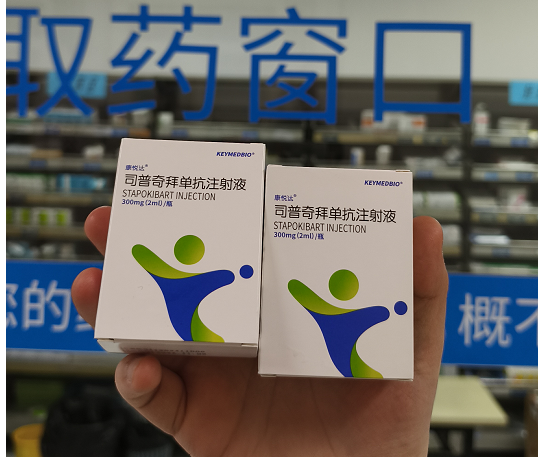 取药窗口
KEYMEDBIO®
康悦达®
司普奇拜单抗注射液
STAPOKIBART INJECTION
300mg (2ml) /瓶
KEYMEDBIO®
康悦达®
司普奇拜单抗注射液
STAPOKIBART INJECTION
300mg (2ml) /瓶
您的
概不